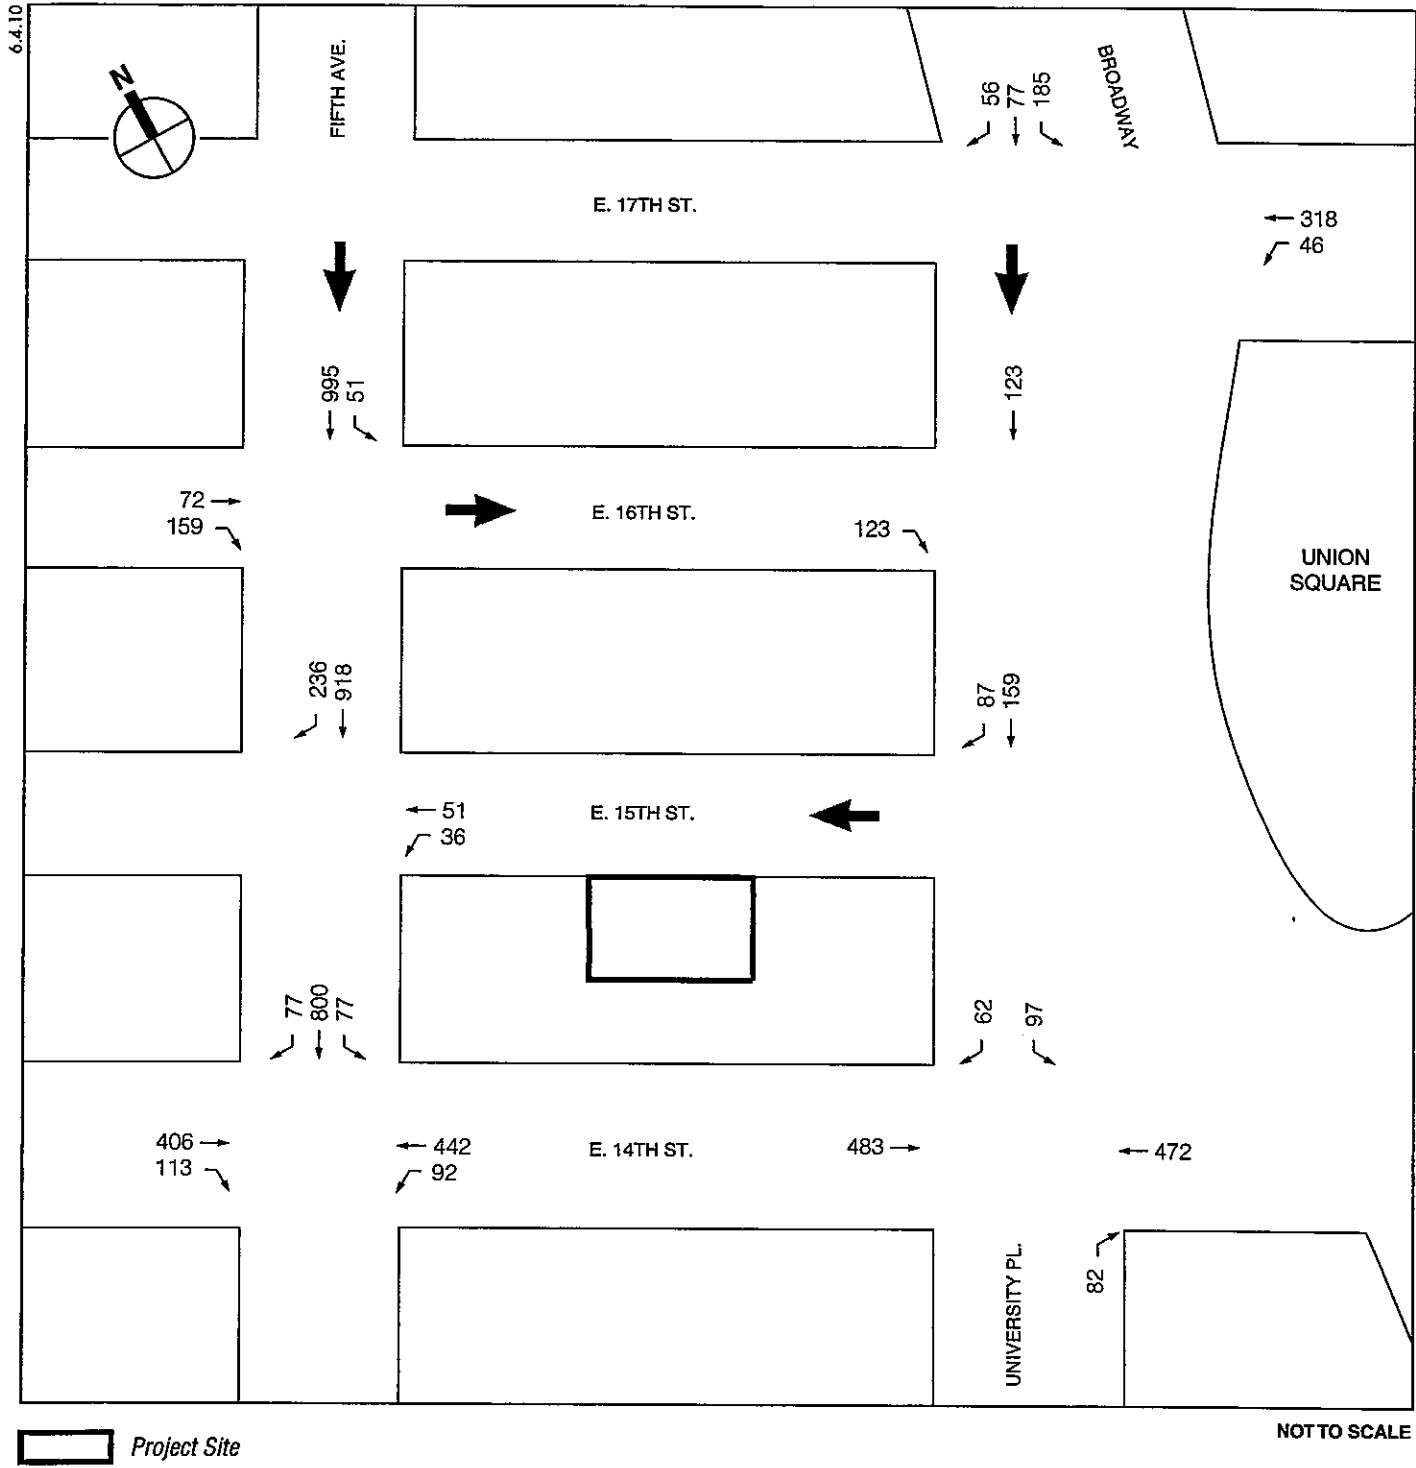 6.4.10
N
FIFTH AVE.
56
77
185
BROADWAY
E. 17TH ST.
318
46
995
51
123
72
159
E. 16TH ST.
123
UNION
SQUARE
236
918
87
159
51
36
E. 15TH ST.
77
800
77
62
97
406
113
442
92
E. 14TH ST.
483
472
82
UNIVERSITY PL.
NOT TO SCALE
Project Site